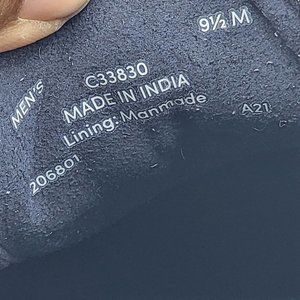 9½ M
MEN'S
C33830
MADE IN INDIA
Lining: Manmade
A21
206801